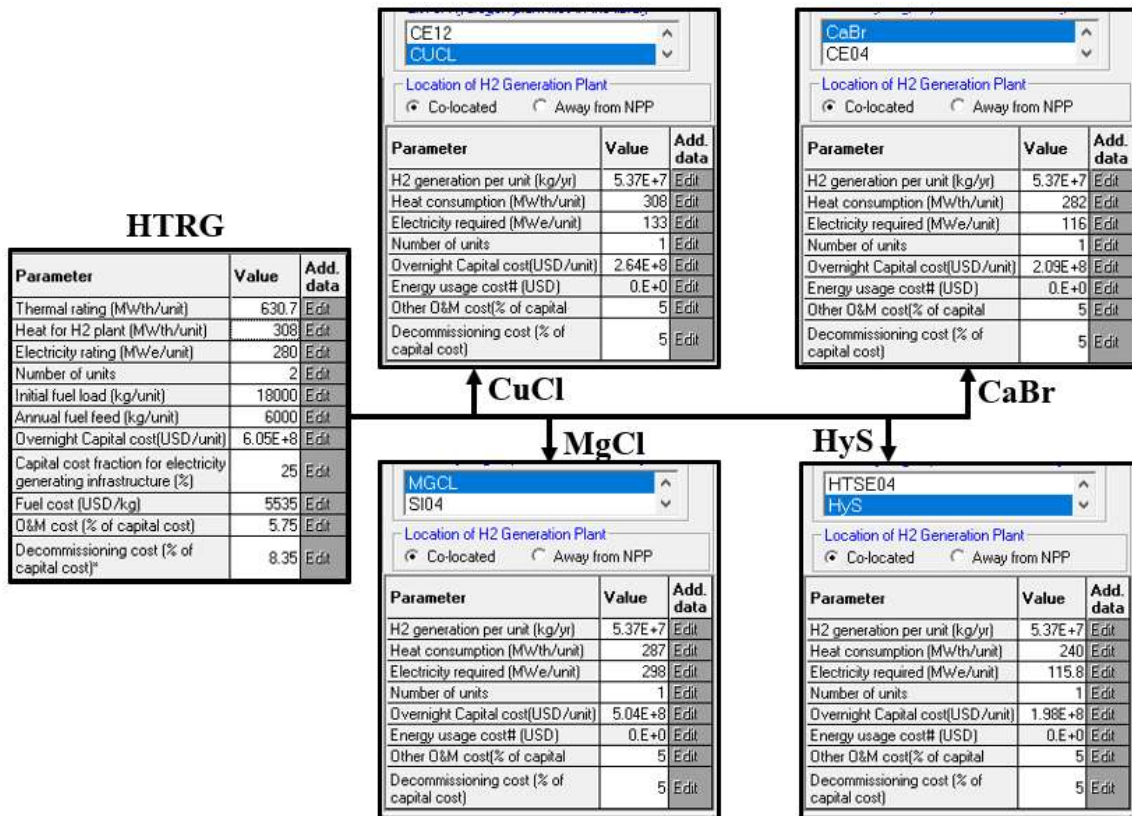 CE12
CUCL
Location of H2 Generation Plant
Co-located Away from NPP
Parameter Value Add. data
H2 generation per unit (kg/yr) 5.37E+7 Edit
Heat consumption (MWth/unit) 308 Edit
Electricity required (MWe/unit) 133 Edit
Number of units 1 Edit
Overnight Capital cost(USD/unit) 2.64E+8 Edit
Energy usage cost# (USD) 0.E+0 Edit
Other O&M cost(% of capital 5 Edit
Decommissioning cost (% of
capital cost) 5 Edit
CaBr
CE04
Location of H2 Generation Plant
Co-located Away from NPP
Parameter Value Add. data
H2 generation per unit (kg/yr) 5.37E+7 Edit
Heat consumption (MWth/unit) 282 Edit
Electricity required (MWe/unit) 116 Edit
Number of units 1 Edit
Overnight Capital cost(USD/unit) 2.09E+8 Edit
Energy usage cost# (USD) 0.E+0 Edit
Other O&M cost(% of capital 5 Edit
Decommissioning cost (% of
capital cost) 5 Edit
HTRG
Parameter Value Add. data
Thermal rating (MWth/unit) 630.7 Edit
Heat for H2 plant (MWth/unit) 308 Edit
Electricity rating (MWe/unit) 280 Edit
Number of units 2 Edit
Initial fuel load (kg/unit) 18000 Edit
Annual fuel feed (kg/unit) 6000 Edit
Overnight Capital cost(USD/unit) 6.05E+8 Edit
Capital cost fraction for electricity
generating infrastructure (%) 25 Edit
Fuel cost (USD/kg) 5535 Edit
O&M cost (% of capital cost) 5.75 Edit
Decommissioning cost (% of
capital cost)* 8.35 Edit
CuCl
CaBr
MgCl
HyS
MGCL
SI04
Location of H2 Generation Plant
Co-located Away from NPP
Parameter Value Add. data
H2 generation per unit (kg/yr) 5.37E+7 Edit
Heat consumption (MWth/unit) 287 Edit
Electricity required (MWe/unit) 298 Edit
Number of units 1 Edit
Overnight Capital cost(USD/unit) 5.04E+8 Edit
Energy usage cost# (USD) 0.E+0 Edit
Other O&M cost(% of capital 5 Edit
Decommissioning cost (% of
capital cost) 5 Edit
HTSE04
HyS
Location of H2 Generation Plant
Co-located Away from NPP
Parameter Value Add. data
H2 generation per unit (kg/yr) 5.37E+7 Edit
Heat consumption (MWth/unit) 240 Edit
Electricity required (MWe/unit) 115.8 Edit
Number of units 1 Edit
Overnight Capital cost(USD/unit) 1.98E+8 Edit
Energy usage cost# (USD) 0.E+0 Edit
Other O&M cost(% of capital 5 Edit
Decommissioning cost (% of
capital cost) 5 Edit